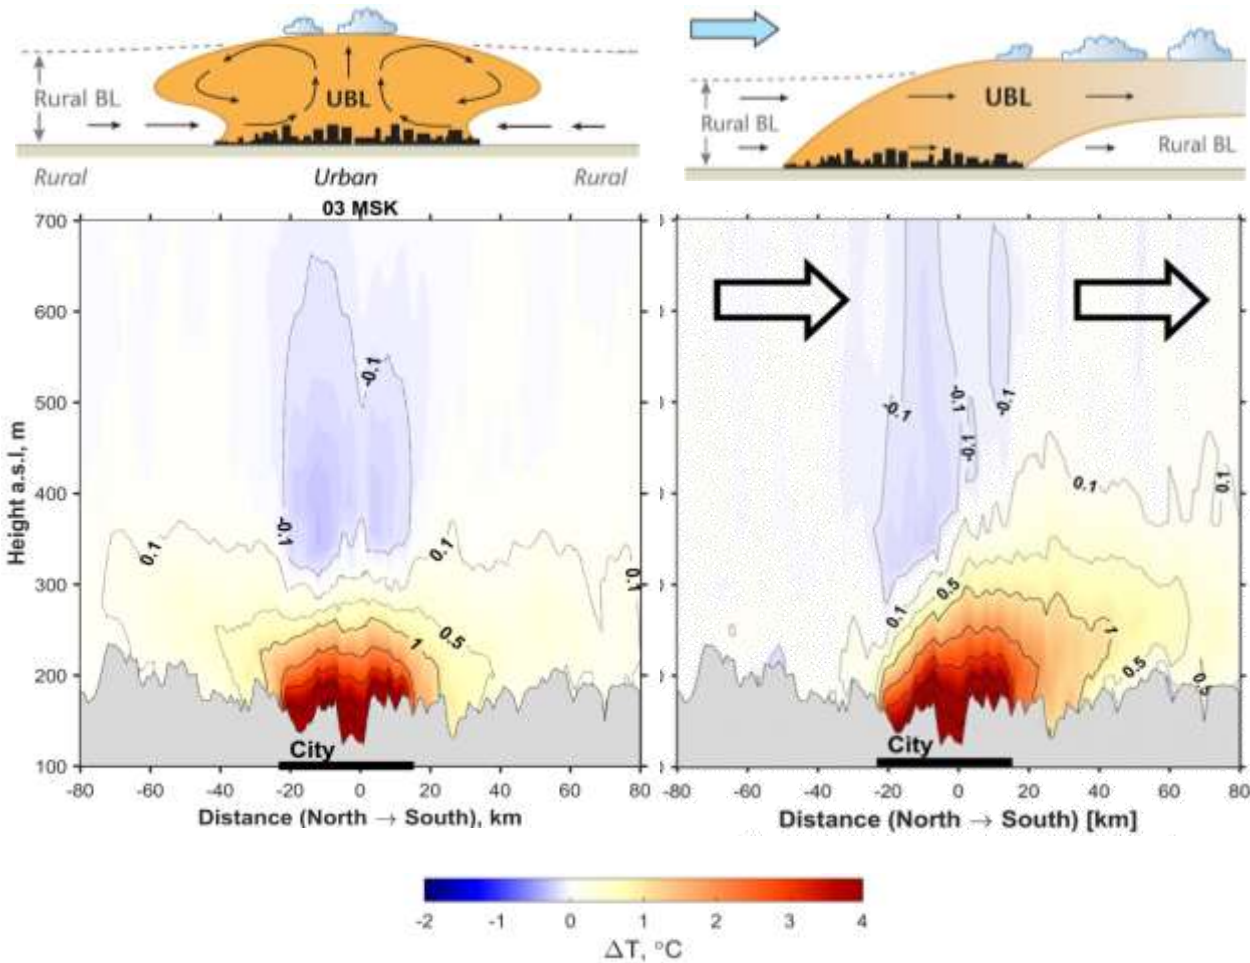 Rural BL
UBL
Rural Urban Rural
Rural BL
UBL
Rural BL
03 MSK
700
600
500
400
300
200
100
Height a.s.l, m
-0.1
-0.1
0.1
0.1
0.1
0.5
1
City
-80 -60 -40 -20 0 20 40 60 80
Distance (North → South), km
-0.1
-0.1
-0.1
-0.1
0.1
0.1
0.1
0.5
1
0.5
0.5
City
-80 -60 -40 -20 0 20 40 60 80
Distance (North → South) [km]
-2 -1 0 1 2 3 4
ΔT, °C